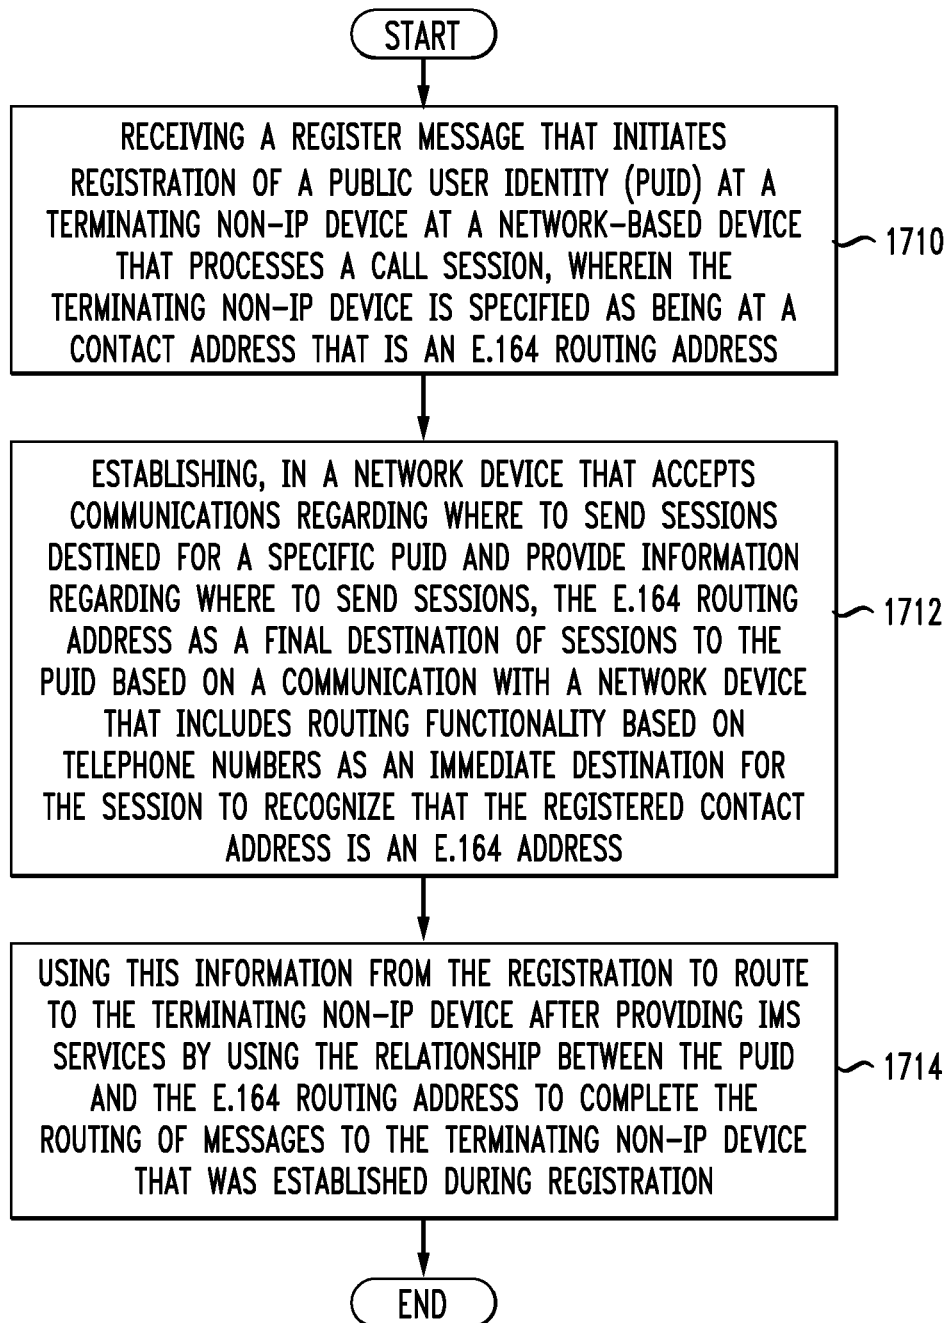 START
RECEIVING A REGISTER MESSAGE THAT INITIATES
REGISTRATION OF A PUBLIC USER IDENTITY (PUID) AT A
TERMINATING NON-IP DEVICE AT A NETWORK-BASED DEVICE
THAT PROCESSES A CALL SESSION, WHEREIN THE
TERMINATING NON-IP DEVICE IS SPECIFIED AS BEING AT A
CONTACT ADDRESS THAT IS AN E.164 ROUTING ADDRESS
1710
ESTABLISHING, IN A NETWORK DEVICE THAT ACCEPTS
COMMUNICATIONS REGARDING WHERE TO SEND SESSIONS
DESTINED FOR A SPECIFIC PUID AND PROVIDE INFORMATION
REGARDING WHERE TO SEND SESSIONS, THE E.164 ROUTING
ADDRESS AS A FINAL DESTINATION OF SESSIONS TO THE
PUID BASED ON A COMMUNICATION WITH A NETWORK DEVICE
THAT INCLUDES ROUTING FUNCTIONALITY BASED ON
TELEPHONE NUMBERS AS AN IMMEDIATE DESTINATION FOR
THE SESSION TO RECOGNIZE THAT THE REGISTERED CONTACT
ADDRESS IS AN E.164 ADDRESS
1712
USING THIS INFORMATION FROM THE REGISTRATION TO ROUTE
TO THE TERMINATING NON-IP DEVICE AFTER PROVIDING IMS
SERVICES BY USING THE RELATIONSHIP BETWEEN THE PUID
AND THE E.164 ROUTING ADDRESS TO COMPLETE THE
ROUTING OF MESSAGES TO THE TERMINATING NON-IP DEVICE
THAT WAS ESTABLISHED DURING REGISTRATION
1714
END